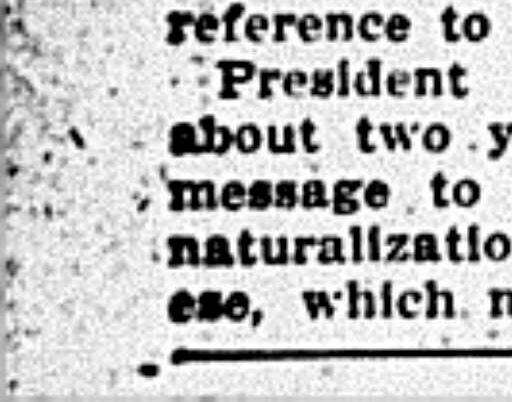 reference to
President
about two y
message to
naturalizatio
ese, which n